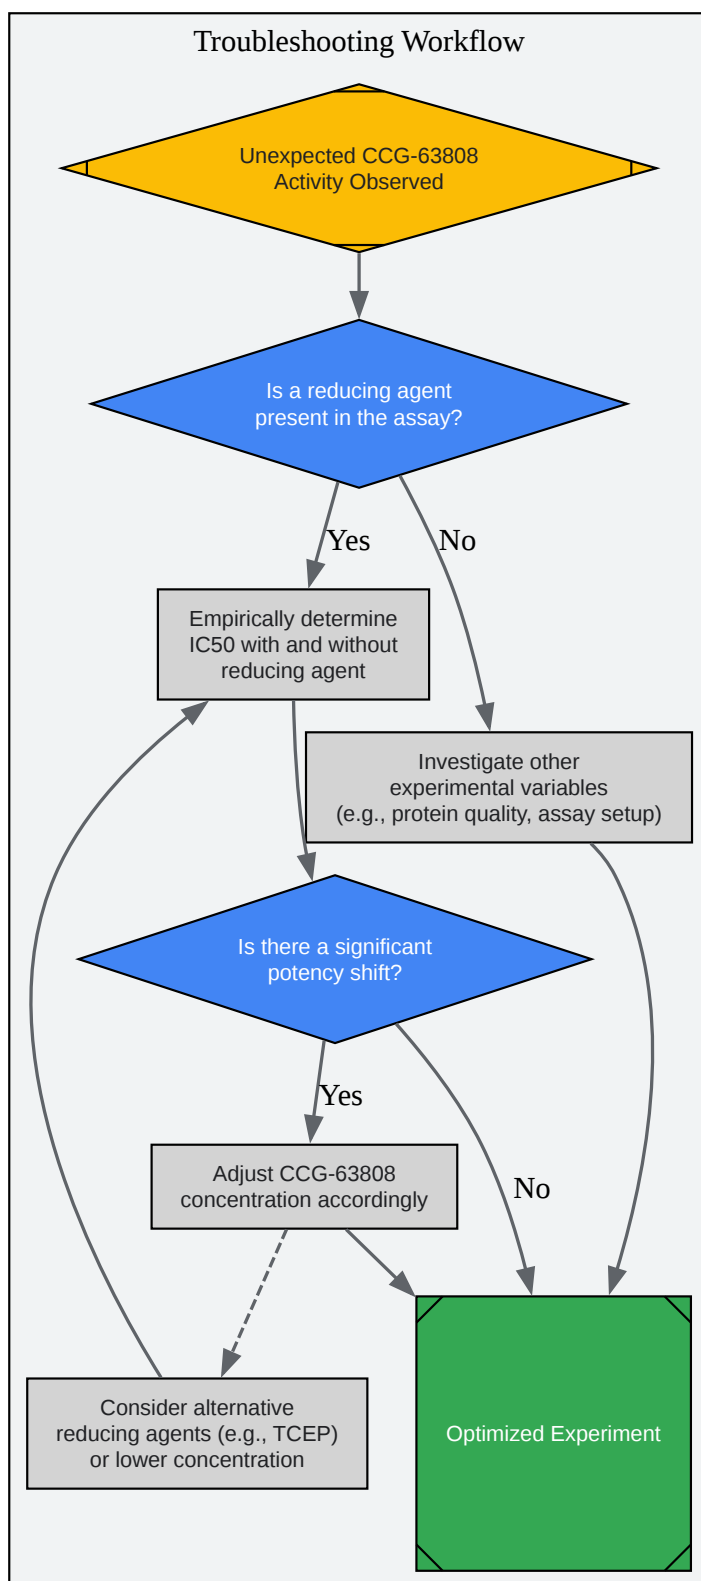 Troubleshooting Workflow
Unexpected CCG-63808
Activity Observed
Is a reducing agent
present in the assay?
Yes
No
Empirically determine
IC50 with and without
reducing agent
Investigate other
experimental variables
(e.g., protein quality, assay setup)
Is there a significant
potency shift?
Yes
No
Adjust CCG-63808
concentration accordingly
Consider alternative
reducing agents (e.g., TCEP)
or lower concentration
Optimized Experiment